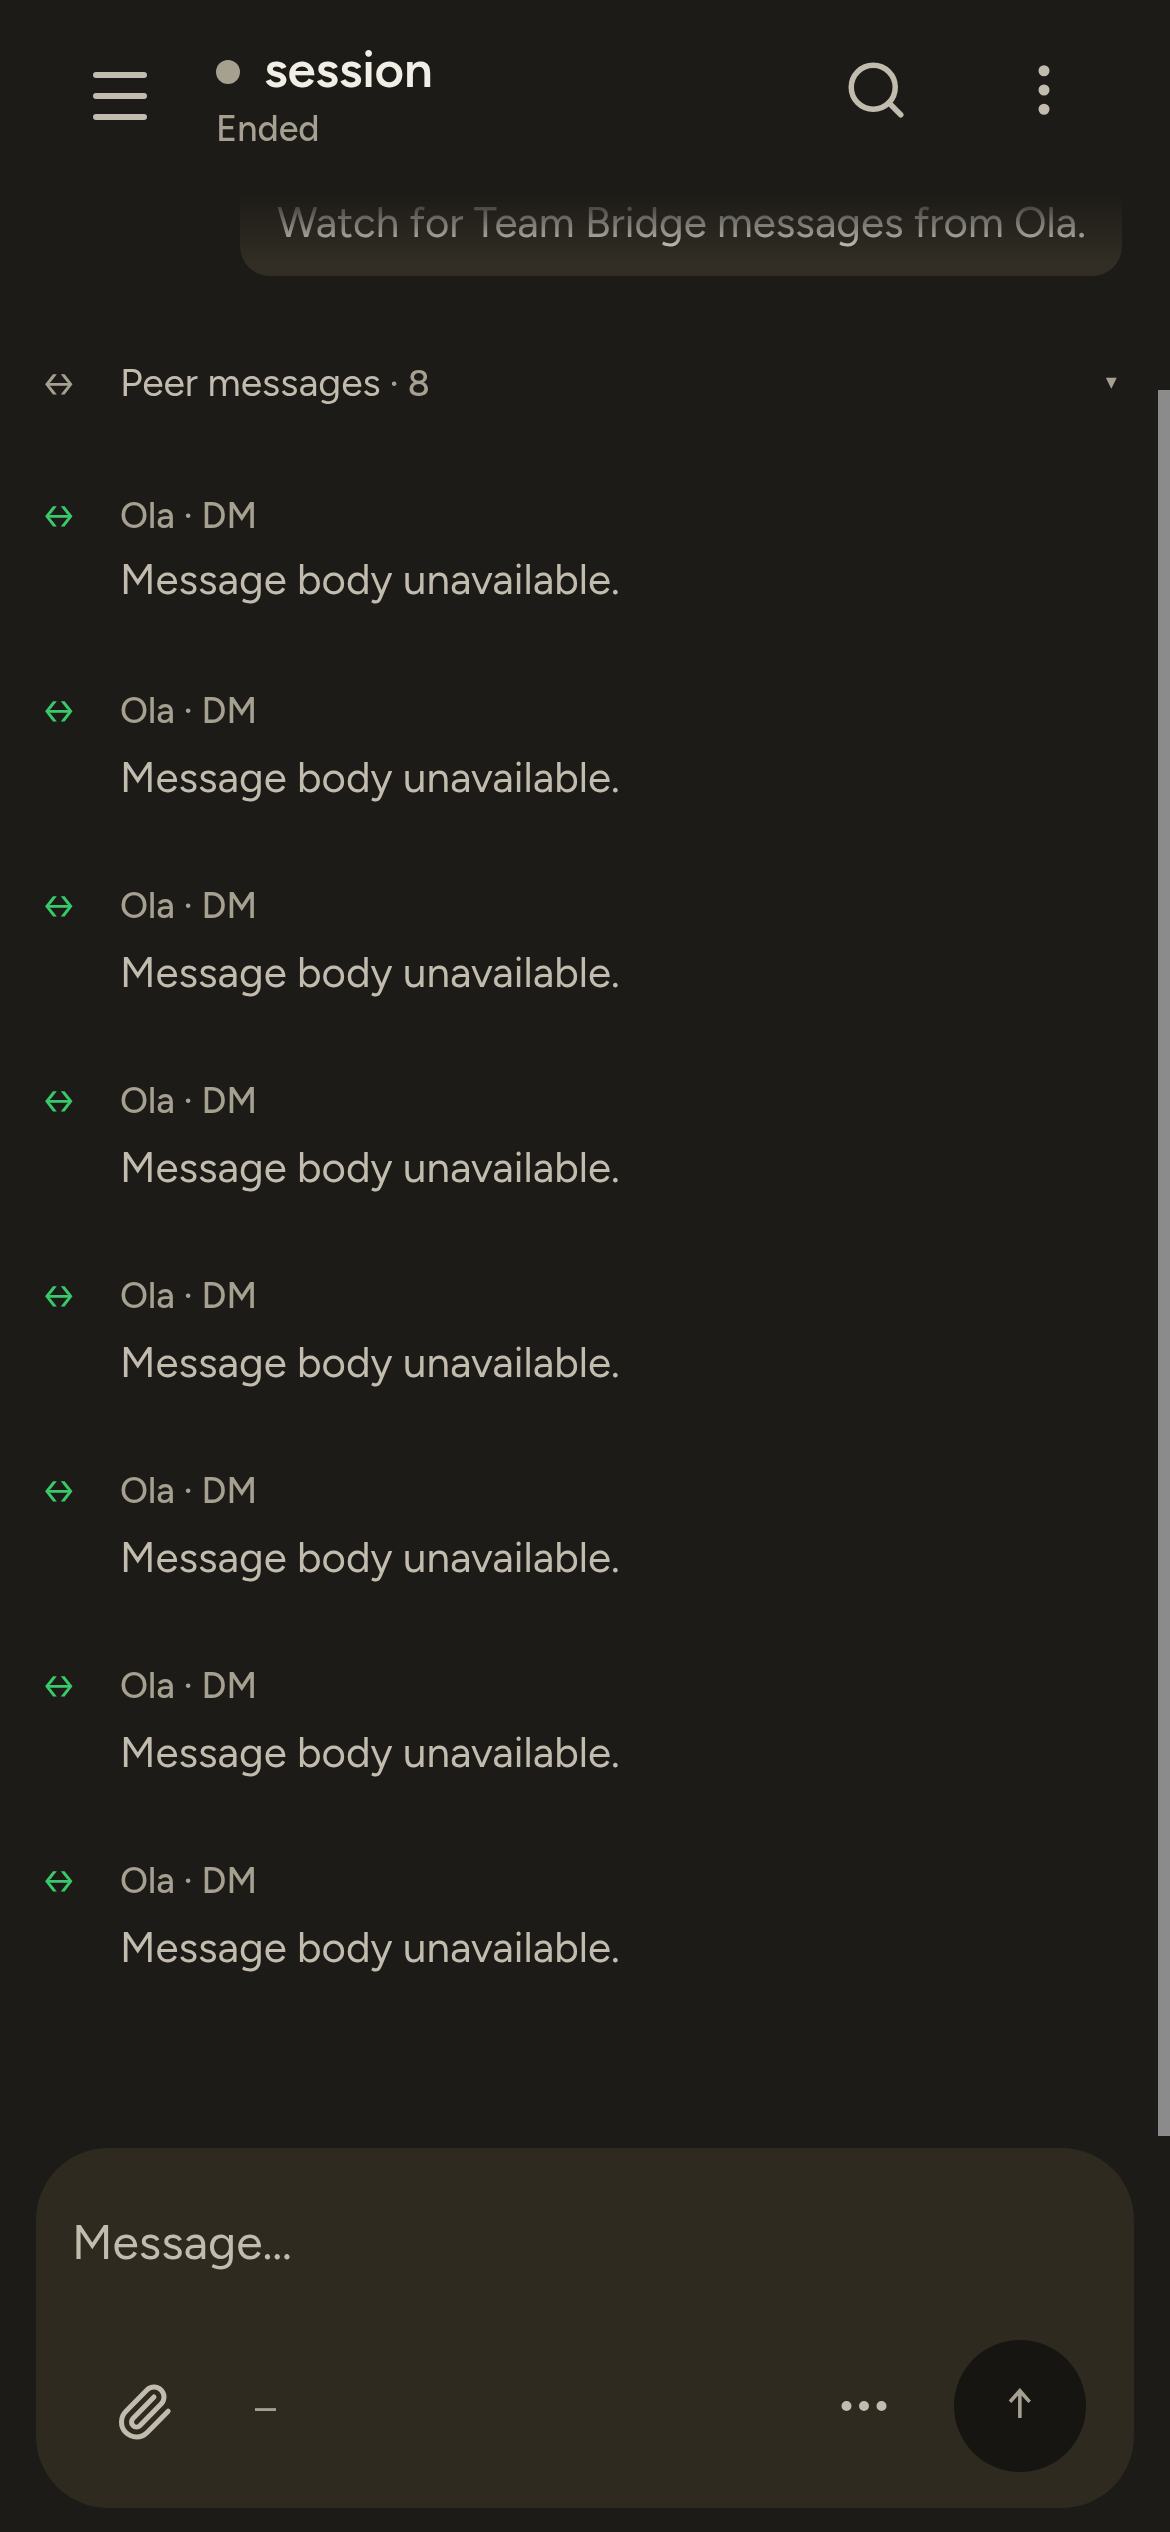 session
Ended
Watch for Team Bridge messages from Ola.
Peer messages · 8
Ola · DM
Message body unavailable.
Ola · DM
Message body unavailable.
Ola · DM
Message body unavailable.
Ola · DM
Message body unavailable.
Ola · DM
Message body unavailable.
Ola · DM
Message body unavailable.
Ola · DM
Message body unavailable.
Ola · DM
Message body unavailable.
Message...
–